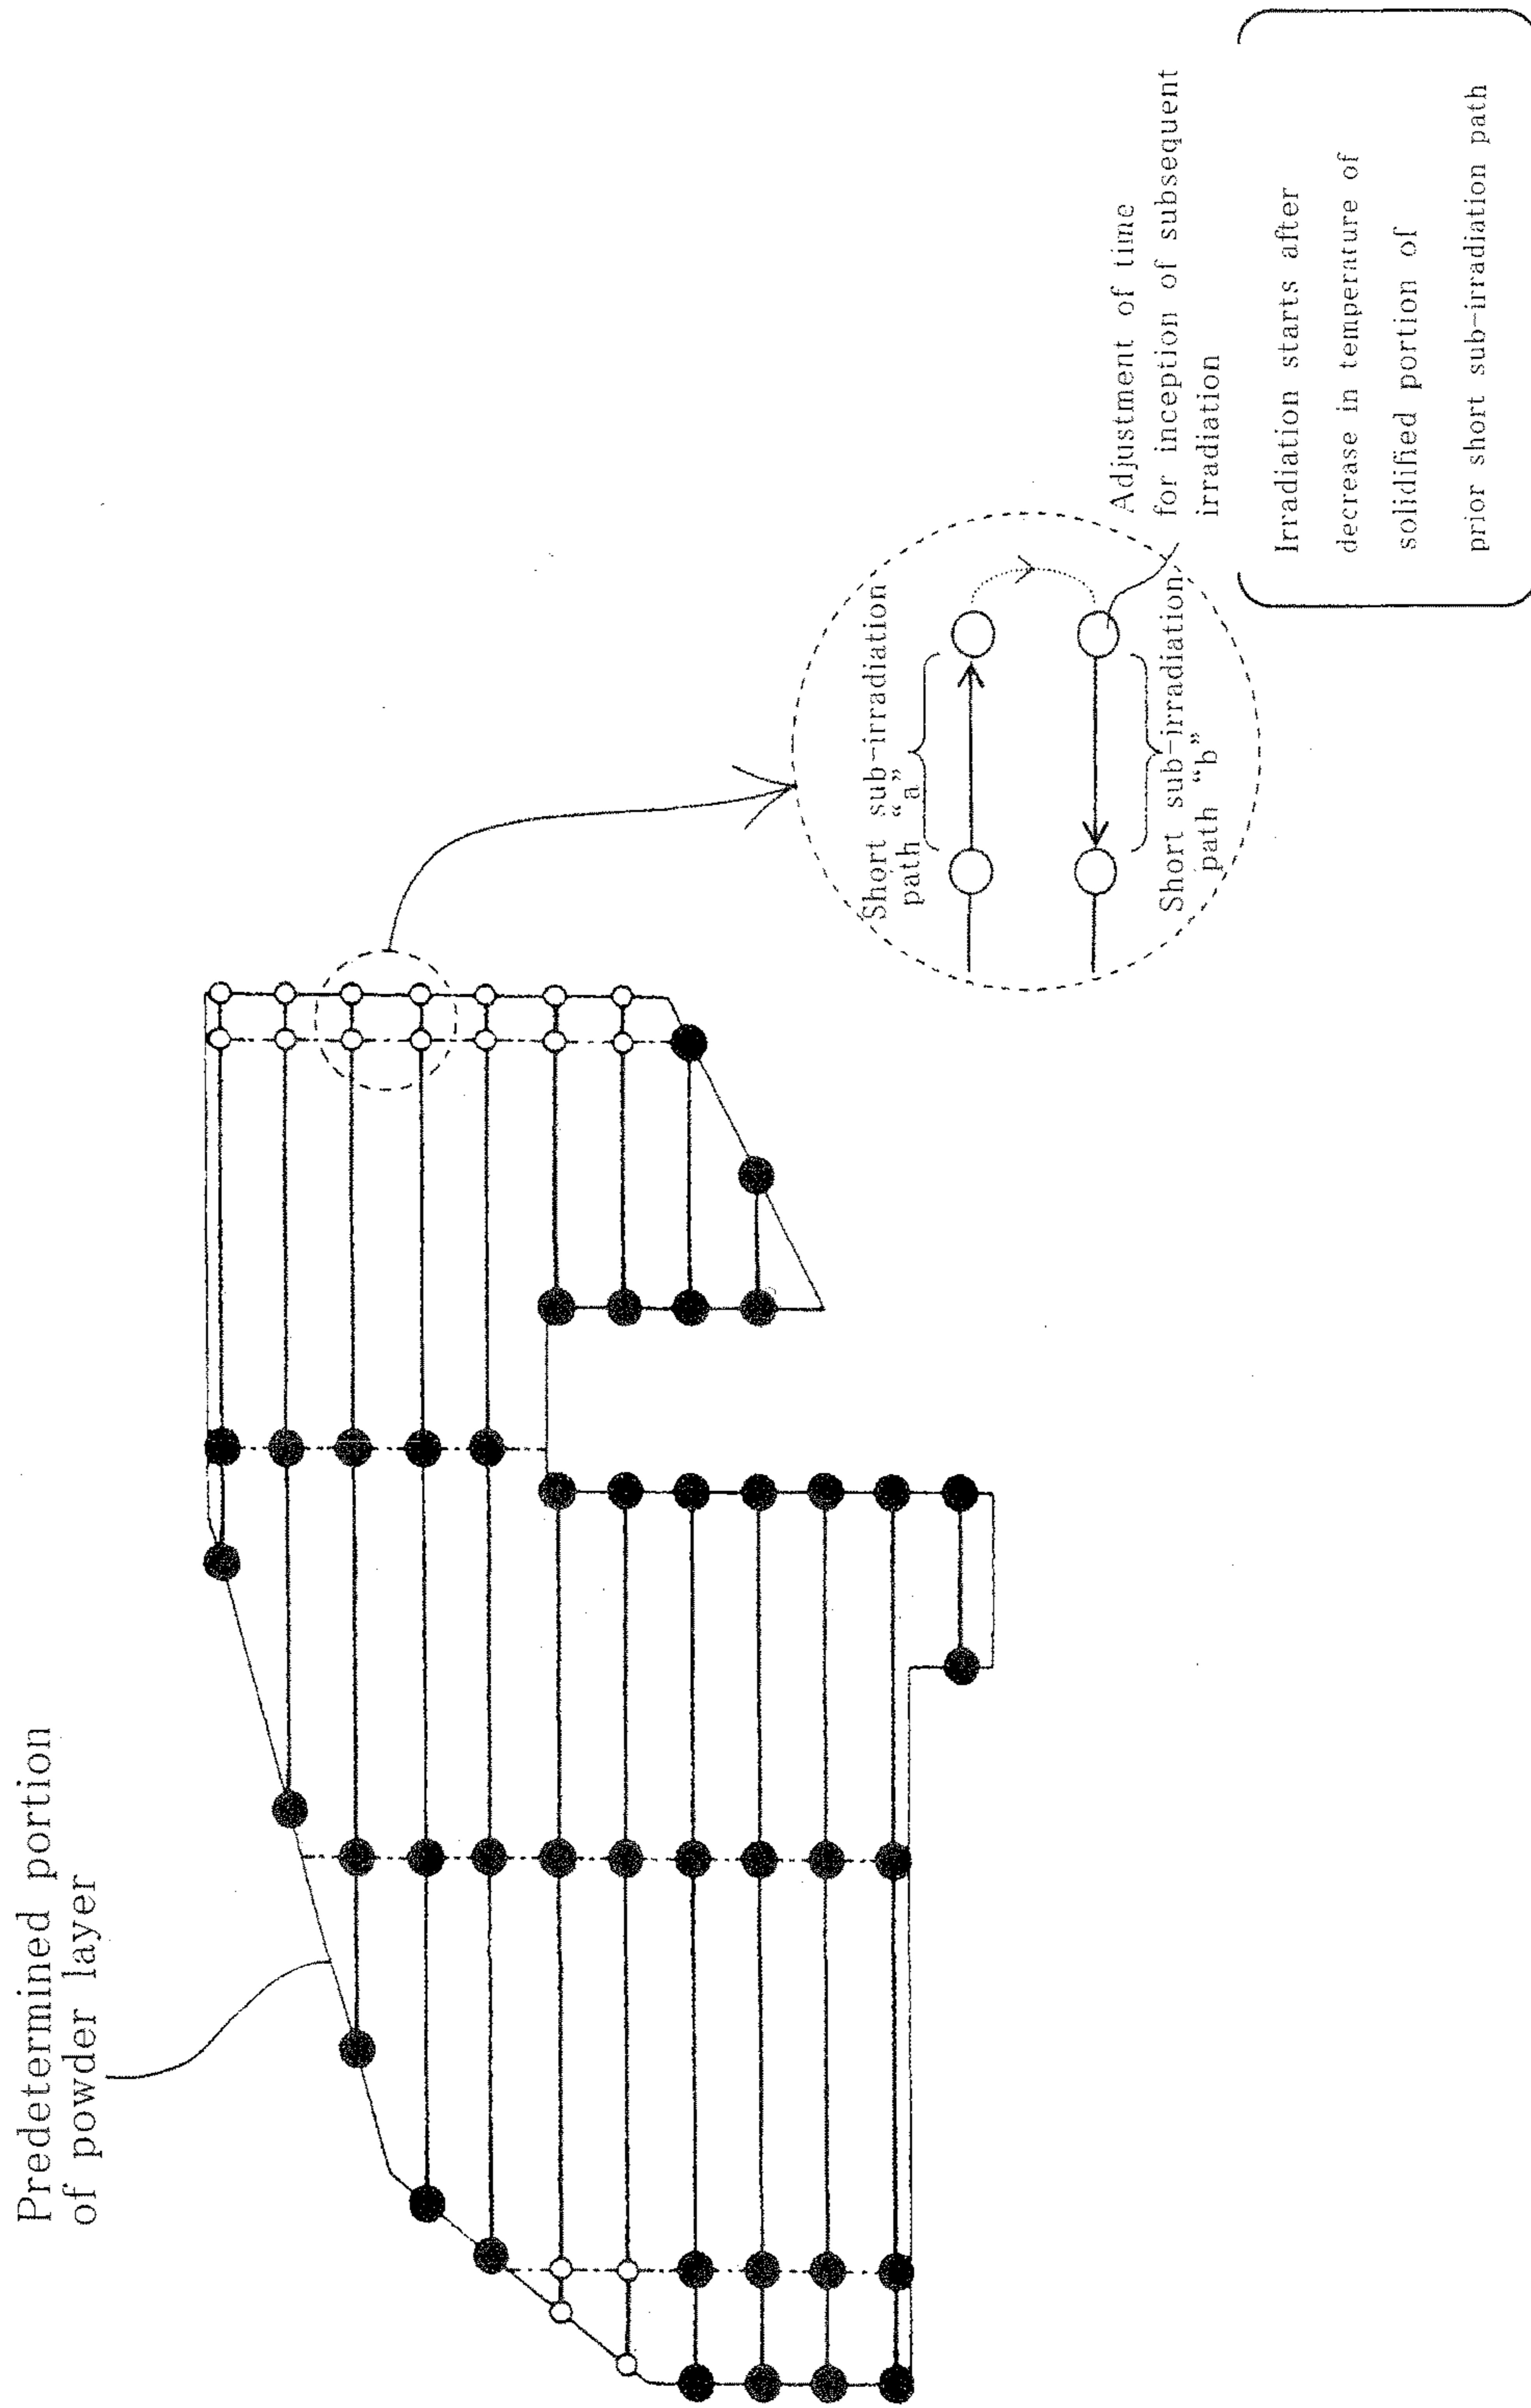 Predetermined portion
of powder layer
Short sub-irradiation
path “a”
Short sub-irradiation
path “b”
Adjustment of time
for inception of subsequent
irradiation
Irradiation starts after
decrease in temperature of
solidified portion of
prior short sub-irradiation path